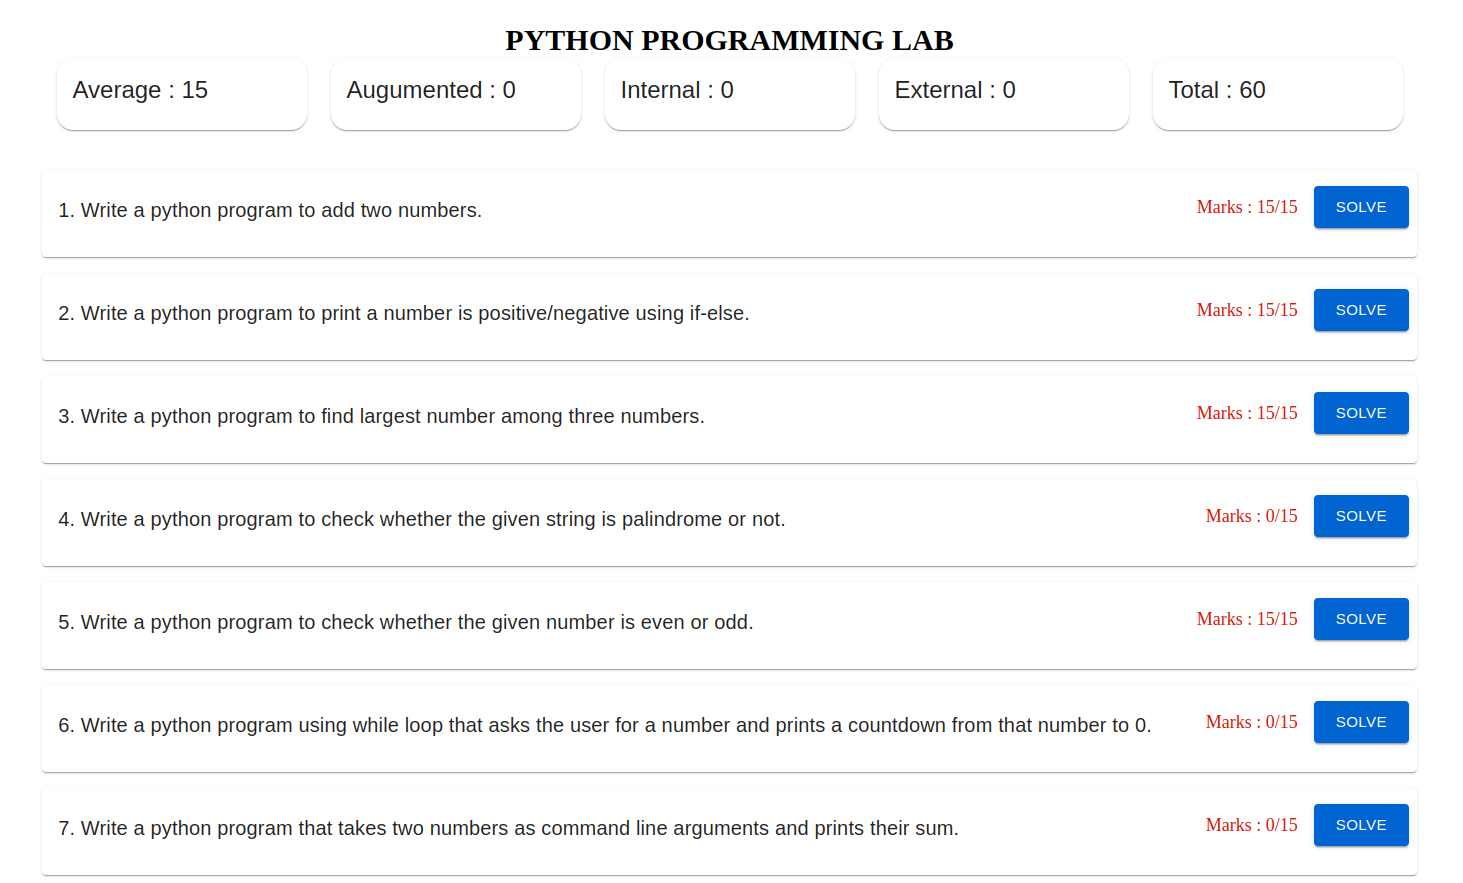 PYTHON PROGRAMMING LAB
Average : 15
Augumented : 0
Internal : 0
External : 0
Total : 60
1. Write a python program to add two numbers.
Marks : 15/15
SOLVE
2. Write a python program to print a number is positive/negative using if-else.
Marks : 15/15
SOLVE
3. Write a python program to find largest number among three numbers.
Marks : 15/15
SOLVE
4. Write a python program to check whether the given string is palindrome or not.
Marks : 0/15
SOLVE
5. Write a python program to check whether the given number is even or odd.
Marks : 15/15
SOLVE
6. Write a python program using while loop that asks the user for a number and prints a countdown from that number to 0.
Marks : 0/15
SOLVE
7. Write a python program that takes two numbers as command line arguments and prints their sum.
Marks : 0/15
SOLVE